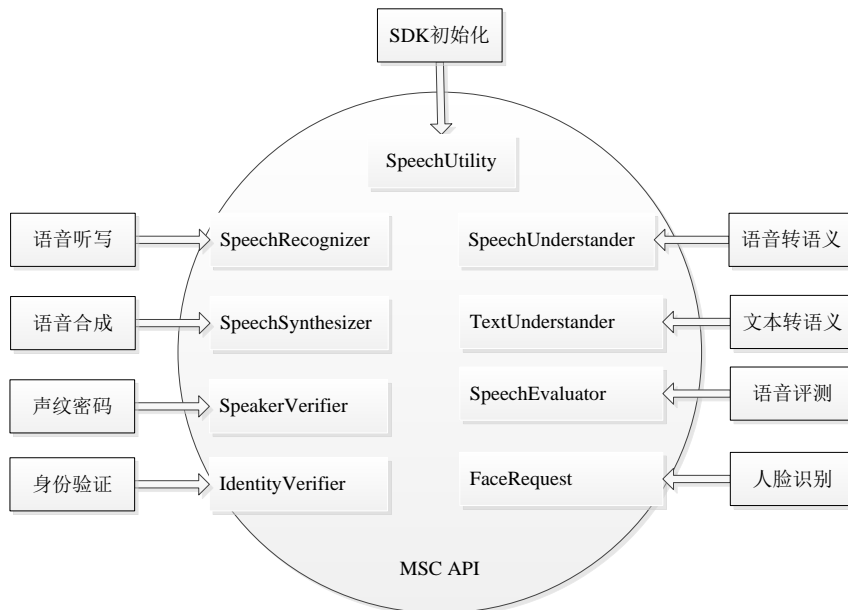 SDK初始化
SpeechUtility
语音听写
SpeechRecognizer
SpeechUnderstander
语音转语义
语音合成
SpeechSynthesizer
TextUnderstander
文本转语义
声纹密码
SpeakerVerifier
SpeechEvaluator
语音评测
身份验证
IdentityVerifier
FaceRequest
人脸识别
MSC API